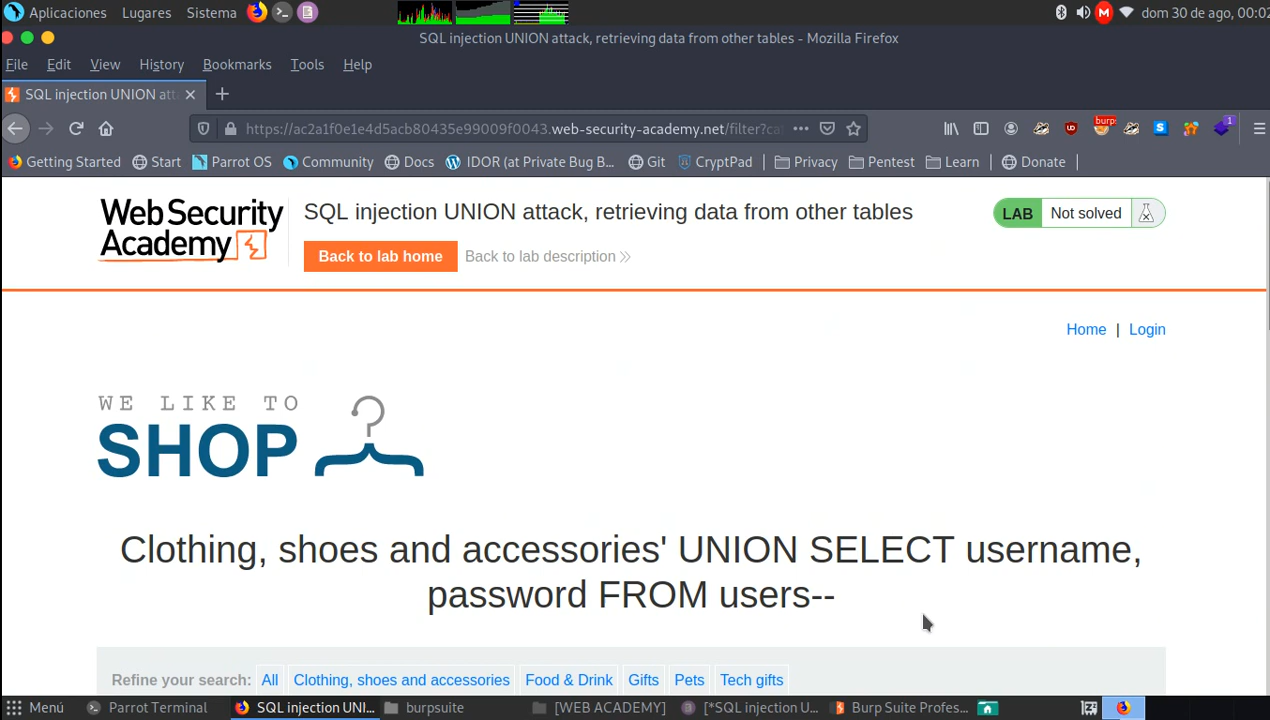 Aplicaciones Lugares Sistema dom 30 de ago, 00:02
SQL injection UNION attack, retrieving data from other tables - Mozilla Firefox
File Edit View History Bookmarks Tools Help
SQL injection UNION att
https://ac2a1f0e1e4d5acb80435e99009f0043.web-security-academy.net/filter?ca
Getting Started Start Parrot OS Community Docs IDOR (at Private Bug B... Git CryptPad Privacy Pentest Learn Donate
Web Security
Academy
SQL injection UNION attack, retrieving data from other tables
LAB Not solved
Back to lab home Back to lab description
Home | Login
WE LIKE TO
SHOP
Clothing, shoes and accessories' UNION SELECT username,
password FROM users--
Refine your search: All Clothing, shoes and accessories Food & Drink Gifts Pets Tech gifts
Menú Parrot Terminal SQL injection UNI... burpsuite [WEB ACADEMY] [*SQL injection U... Burp Suite Profes...